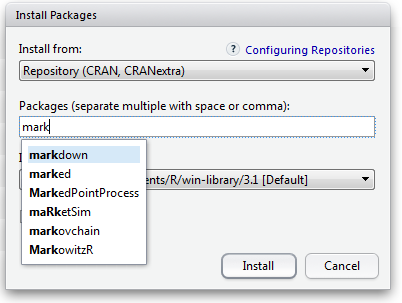 Install Packages
Install from:
? Configuring Repositories
Repository (CRAN, CRANextra)
Packages (separate multiple with space or comma):
mark
markdown
marked
MarkedPointProcess
maRketSim
markovchain
MarkowitzR
ents/R/win-library/3.1 [Default]
Install
Cancel